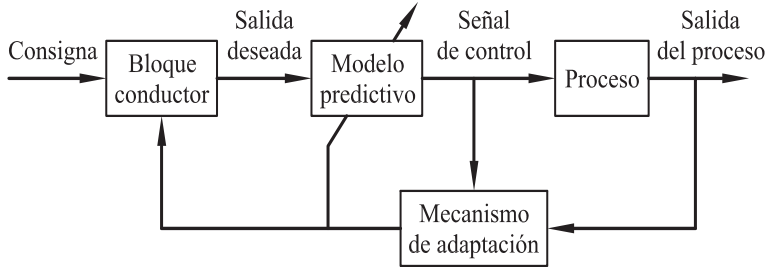 Consigna
Bloque
conductor
Salida
deseada
Modelo
predictivo
Señal
de control
Proceso
Salida
del proceso
Mecanismo
de adaptación